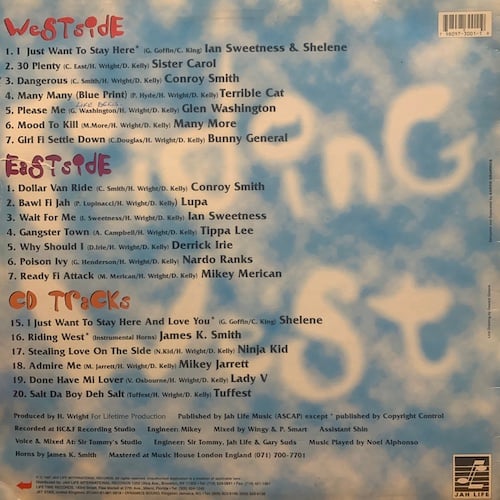 WeStSidE
1. I Just Want To Stay Here* (G. Goffin/C. King) Ian Sweetness & Shelene
2. 30 Plenty (C. East/H. Wright/D. Kelly) Sister Carol
3. Dangerous (C. Smith/H. Wright/D. Kelly) Conroy Smith
4. Many Many (Blue Print) (P. Hyde/H. Wright/D. Kelly) Terrible Cat
5. Please Me (G. Washington/H. Wright/D. Kelly) Glen Washington
6. Mood To Kill (M.More/H. Wright/D. Kelly) Many More
7. Girl Fi Settle Down (C.Douglas/H. Wright/D. Kelly) Bunny General
EaStSidE
1. Dollar Van Ride (C. Smith/H. Wright/D. Kelly) Conroy Smith
2. Bawl Fi Jah (P. Lupinacci/H. Wright/D. Kelly) Lupa
3. Wait For Me (I. Sweetness/H. Wright/D. Kelly) Ian Sweetness
4. Gangster Town (A. Campbell/H. Wright/D. Kelly) Tippa Lee
5. Why Should I (D.Irie/H. Wright/D. Kelly) Derrick Irie
6. Poison Ivy (G. Henderson/H. Wright/D. Kelly) Nardo Ranks
7. Ready Fi Attack (M. Merican/H. Wright/D. Kelly) Mikey Merican
CD TRacKs
15. I Just Want To Stay Here And Love You* (G. Goffin/C. King) Shelene
16. Riding West* (Instrumental Horns) James K. Smith
17. Stealing Love On The Side (N.Kid/H. Wright/D. Kelly) Ninja Kid
18. Admire Me (M. Jarrett/H. Wright/D. Kelly) Mikey Jarrett
19. Done Have Mi Lover (V. Osbourne/H. Wright/D. Kelly) Lady V
20. Salt Da Boy Deh Salt (Tuffest/H. Wright/D. Kelly) Tuffest
Produced by H. Wright For Lifetime Production Published by Jah Life Music (ASCAP) except * published by Copyright Control
Recorded at HC&F Recording Studio Engineer: Mikey Mixed by Wingy & P. Smart Assistant Shin
Voice & Mixed At: Sir Tommy's Studio Engineer: Sir Tommy, Jah Life & Gary Suds Music Played by Noel Alphonso
Horns by James K. Smith Mastered at Music House London England (071) 700-7701
JAH LIFE